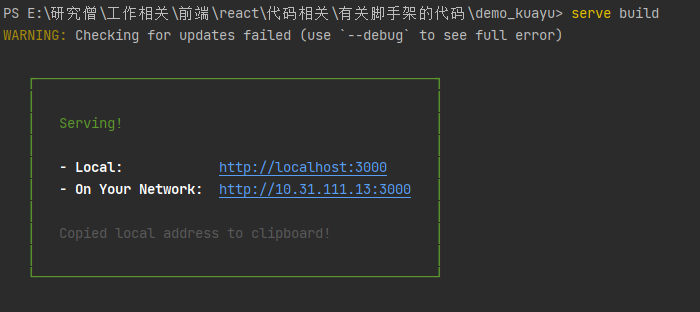 PS E:\研究僧\工作相关\前端\react\代码相关\有关脚手架的代码\demo_kuayu> serve build
WARNING: Checking for updates failed (use `--debug` to see full error)
Serving!
- Local: http://localhost:3000
- On Your Network: http://10.31.111.13:3000
Copied local address to clipboard!